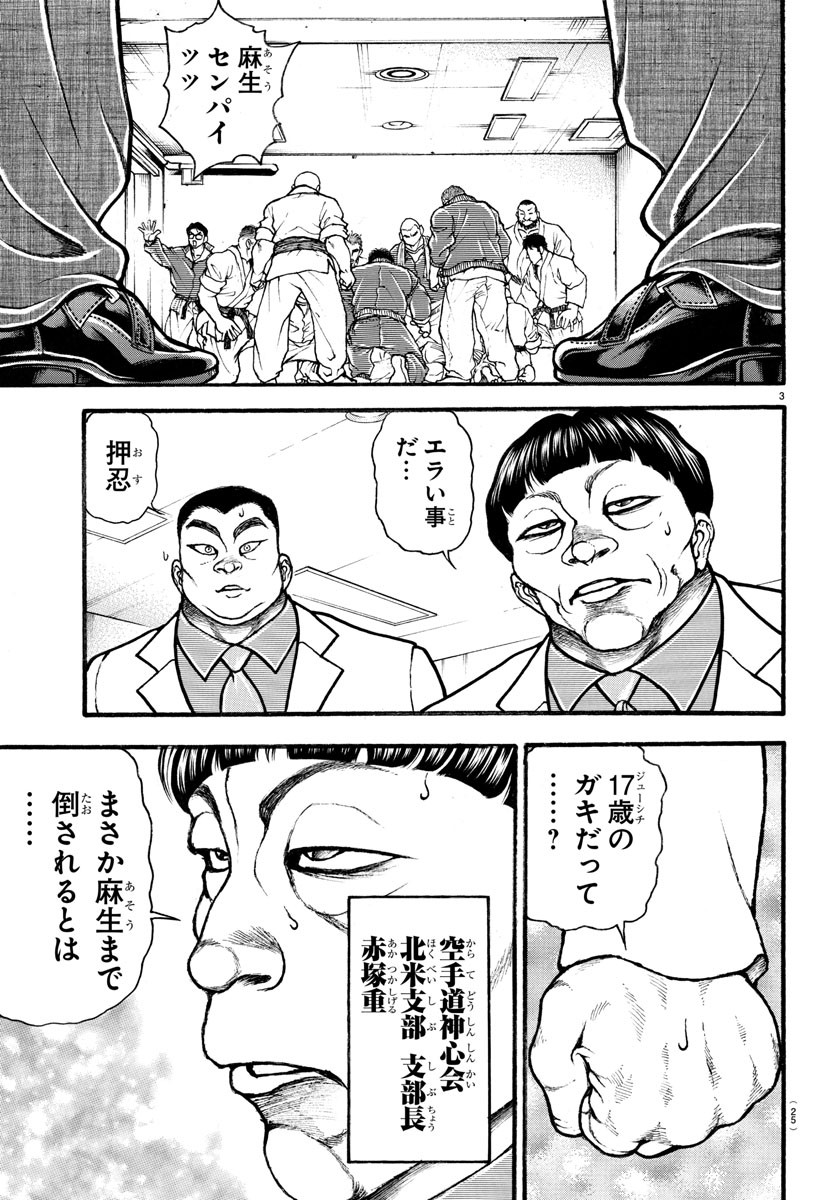 麻生
センパイ
ッッ
3
エラい事
だ…
押忍
17歳の
ガキだって
……?
空手道神心会
北米支部 支部長
赤塚重
まさか麻生まで
倒されるとは
……
(25)